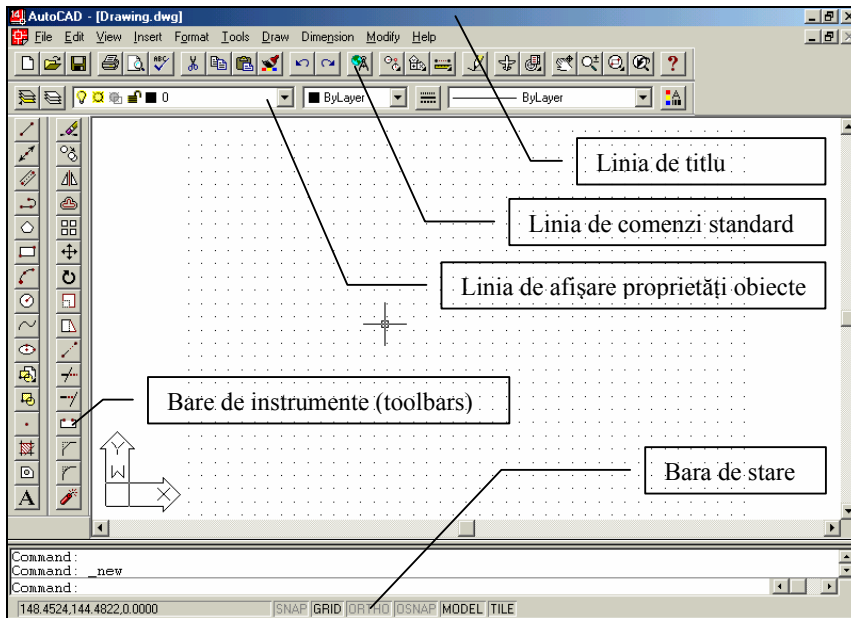 AutoCAD - [Drawing.dwg]
File Edit View Insert Format Tools Draw Dimension Modify Help
0 ByLayer ByLayer
Linia de titlu
Linia de comenzi standard
Linia de afişare proprietăţi obiecte
Bare de instrumente (toolbars)
Bara de stare
Y
W
X
A
Command:
Command: _new
Command:
148.4524,144.4822,0.0000 SNAP GRID ORTHO OSNAP MODEL TILE